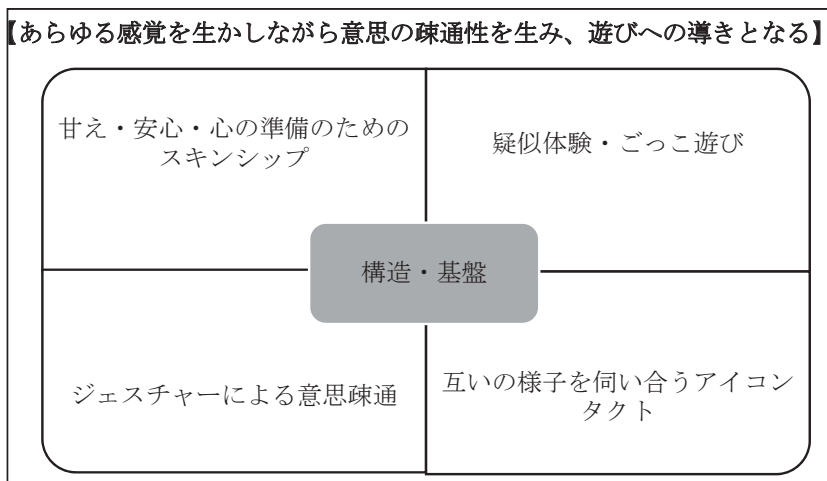 【あらゆる感覚を生かしながら意思の疎通性を生み、遊びへの導きとなる】
甘え・安心・心の準備のための
スキンシップ
疑似体験・ごっこ遊び
構造・基盤
ジェスチャーによる意思疎通
互いの様子を伺い合うアイコン
タクト